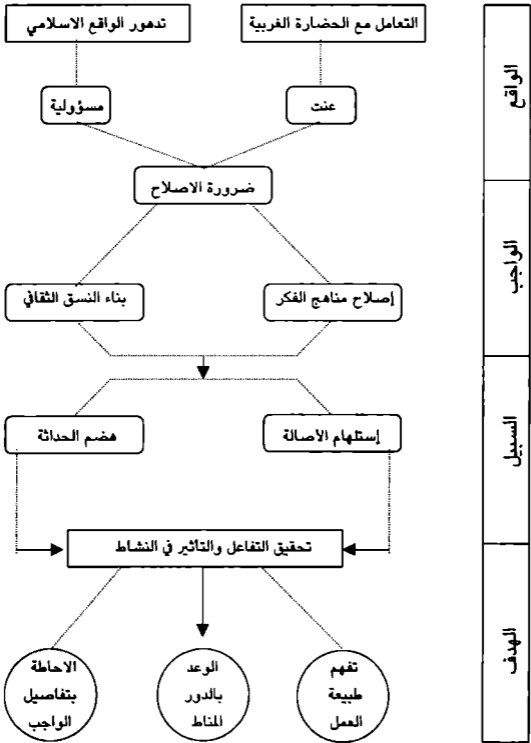 التعامل مع الحضارة الغربية
تدهور الواقع الاسلامي
الواقع
عنت
مسؤولية
ضرورة الاصلاح
الواجب
إصلاح مناهج الفكر
بناء النسق الثقافي
السبيل
إستلهام الاصالة
هضم الحداثة
تحقيق التفاعل والتأثير في النشاط
الهدف
تفهم
طبيعة
العمل
الوعد
بالدور
المناط
الاحاطة
بتفاصيل
الواجب